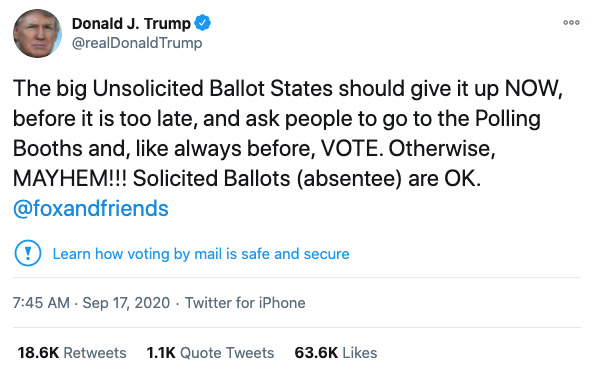 Donald J. Trump
@realDonaldTrump
The big Unsolicited Ballot States should give it up NOW,
before it is too late, and ask people to go to the Polling
Booths and, like always before, VOTE. Otherwise,
MAYHEM!!! Solicited Ballots (absentee) are OK.
@foxandfriends
Learn how voting by mail is safe and secure
7:45 AM · Sep 17, 2020 · Twitter for iPhone
18.6K Retweets 1.1K Quote Tweets 63.6K Likes